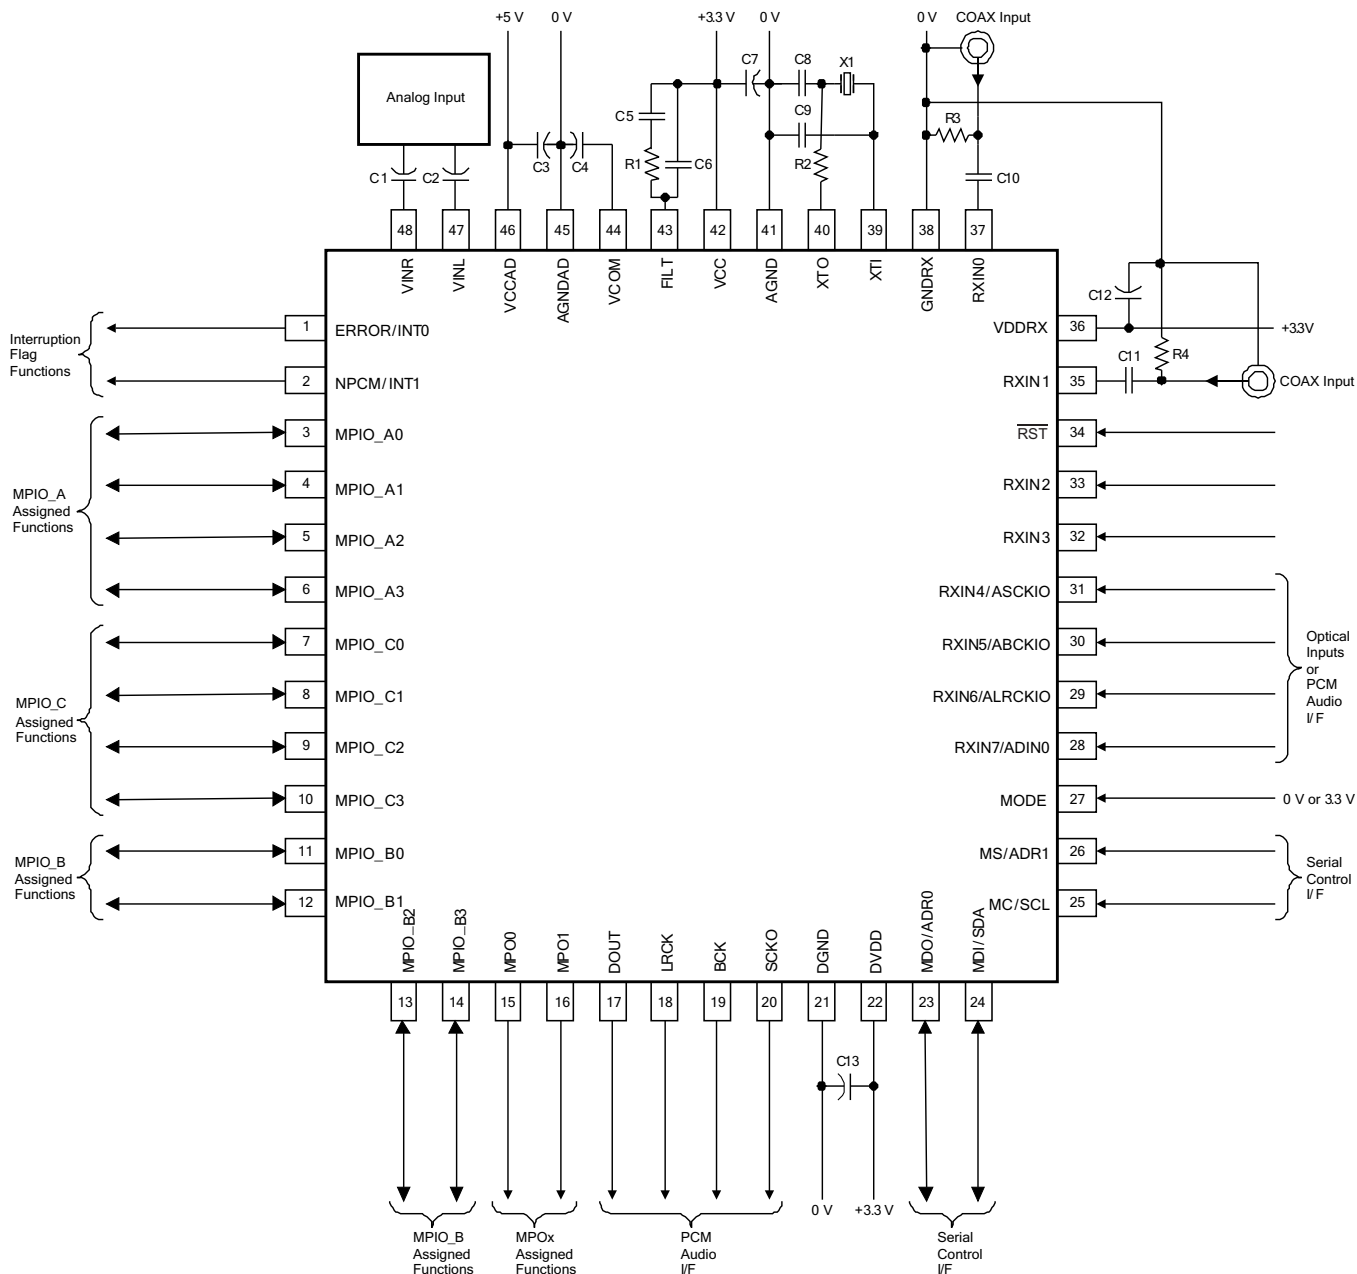 +5 V
0 V
+3.3 V
0 V
0 V
COAX Input
Analog Input
C7
C8
X1
C5
C9
R3
C3
C4
R1
C6
R2
C1
C2
C10
48
47
46
45
44
43
42
41
40
39
38
37
VINR
VINL
VCCAD
AGNDAD
VCOM
FILT
VCC
AGND
XTO
XTI
GNDRX
RXIN0
C12
Interruption
Flag
Functions
1
ERROR/INT0
2
NPCM/INT1
MPIO_A
Assigned
Functions
3
MPIO_A0
4
MPIO_A1
5
MPIO_A2
6
MPIO_A3
MPIO_C
Assigned
Functions
7
MPIO_C0
8
MPIO_C1
9
MPIO_C2
10
MPIO_C3
MPIO_B
Assigned
Functions
11
MPIO_B0
12
MPIO_B1
VDDRX
36
+3.3V
C11
R4
RXIN1
35
COAX Input
RST
34
RXIN2
33
RXIN3
32
RXIN4/ASCKIO
31
RXIN5/ABCKIO
30
RXIN6/ALRCKIO
29
RXIN7/ADIN0
28
Optical
Inputs
or
PCM
Audio
I/F
MODE
27
0 V or 3.3 V
MS/ADR1
26
MC/SCL
25
Serial
Control
I/F
MPIO_B2
MPIO_B3
MPO0
MPO1
DOUT
LRCK
BCK
SCKO
DGND
DVDD
MDO/ADR0
MDI/SDA
13
14
15
16
17
18
19
20
21
22
23
24
C13
0 V
+3.3 V
MPIO_B
Assigned
Functions
MPOx
Assigned
Functions
PCM
Audio
I/F
Serial
Control
I/F